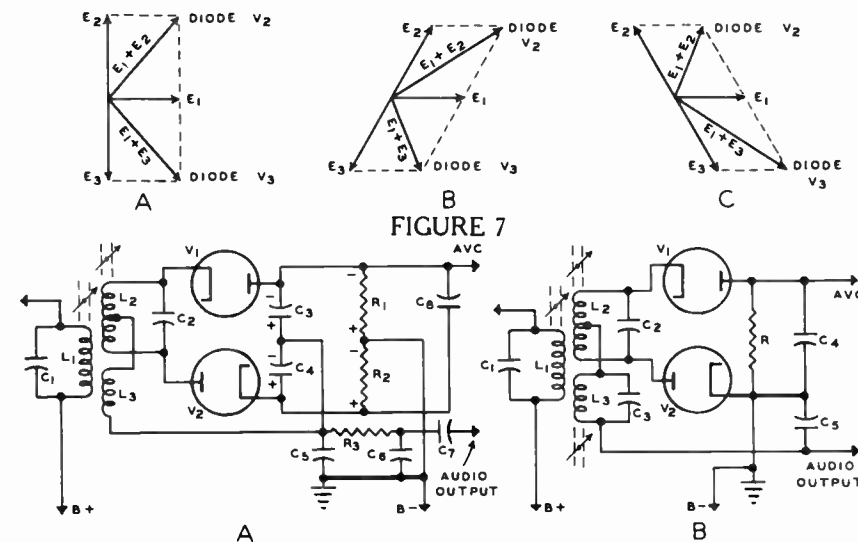 E2 DIODE V2
E1+E2
E1
E1+E3
E3 DIODE V3
A
E2 DIODE V2
E1+E2
E1
E1+E3
E3 DIODE V3
B
E2 DIODE V2
E1+E2
E1
E1+E3
E3 DIODE V3
C
FIGURE 7
V1 AVC
L2 C2 C3 R1 C8
− + − +
C1 L1
C4 R2
− + +
V2
L3
R3 C7
C5 C6
AUDIO
OUTPUT
B+ B−
A
V1 AVC
L2 C2 R C4
C1 L1
L3 C3 V2 C5
AUDIO
OUTPUT
B+ B−
B